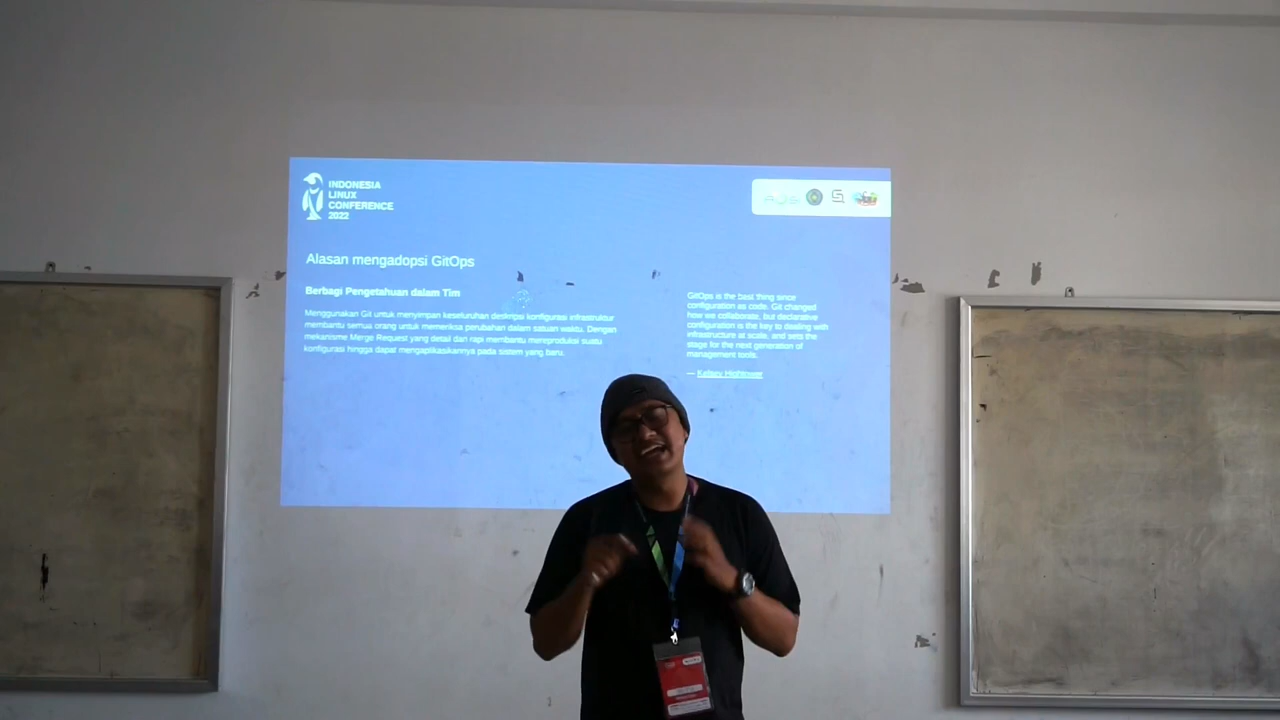 INDONESIA
LINUX
CONFERENCE
2022
Alasan mengadopsi GitOps
Berbagi Pengetahuan dalam Tim
Menggunakan Git untuk menyimpan keseluruhan deskripsi konfigurasi infrastruktur
membantu semua orang untuk memeriksa perubahan dalam satuan waktu. Dengan
mekanisme Merge Request yang detail dan rapi membantu mereproduksi suatu
konfigurasi hingga dapat mengaplikasikannya pada sistem yang baru.
GitOps is the best thing since
configuration as code. Git changed
how we collaborate, but declarative
configuration is the key to dealing with
infrastructure at scale, and sets the
stage for the next generation of
management tools.
— Kelsey Hightower